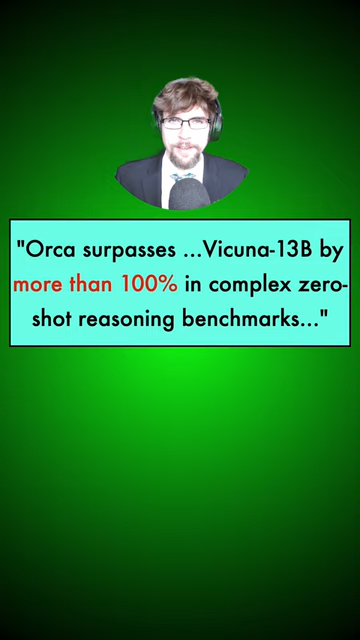 "Orca surpasses ...Vicuna-13B by
more than 100% in complex zero-
shot reasoning benchmarks..."